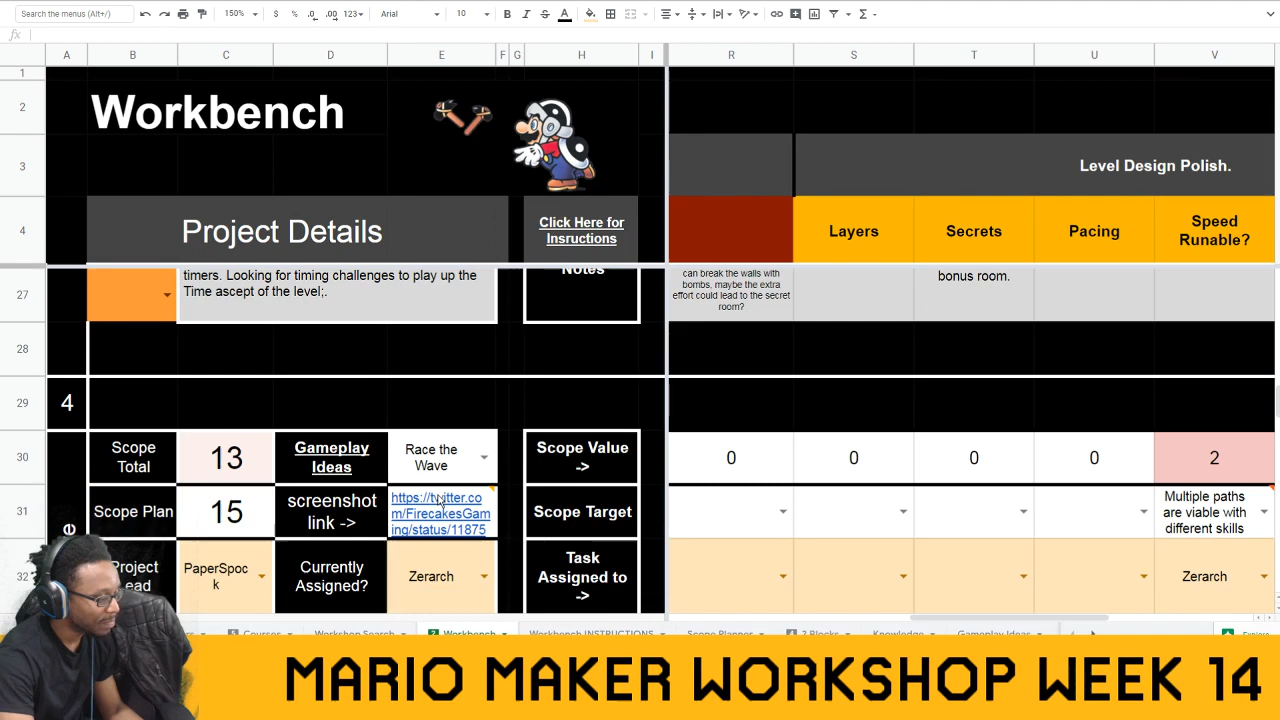 Search the menus (Alt+/)
150%
$
%
.0
.00
123
Arial
10
B
I
S
A
fx
A
B
C
D
E
F
G
H
I
R
S
T
U
V
1
2
3
4
27
28
29
30
31
32
Workbench
Level Design Polish.
Project Details
Click Here for
Insructions
Layers
Secrets
Pacing
Speed
Runable?
timers. Looking for timing challenges to play up the
Time ascept of the level;.
Notes
can break the walls with
bombs, maybe the extra
effort could lead to the secret
room?
bonus room.
4
Scope
Total
13
Gameplay
Ideas
Race the
Wave
Scope Value
->
0
0
0
0
2
Scope Plan
15
screenshot
link ->
https://twitter.co
m/FirecakesGam
ing/status/11875
Scope Target
Multiple paths
are viable with
different skills
Project
PaperSpoc
k
Currently
Assigned?
Zerarch
Task
Assigned to
->
Zerarch
Courses
Workshop Search
Workbench
Workbench INSTRUCTIONS
Scope Planner
? Blocks
Knowledge
Gameplay Ideas
Explore
MARIO MAKER WORKSHOP WEEK 14